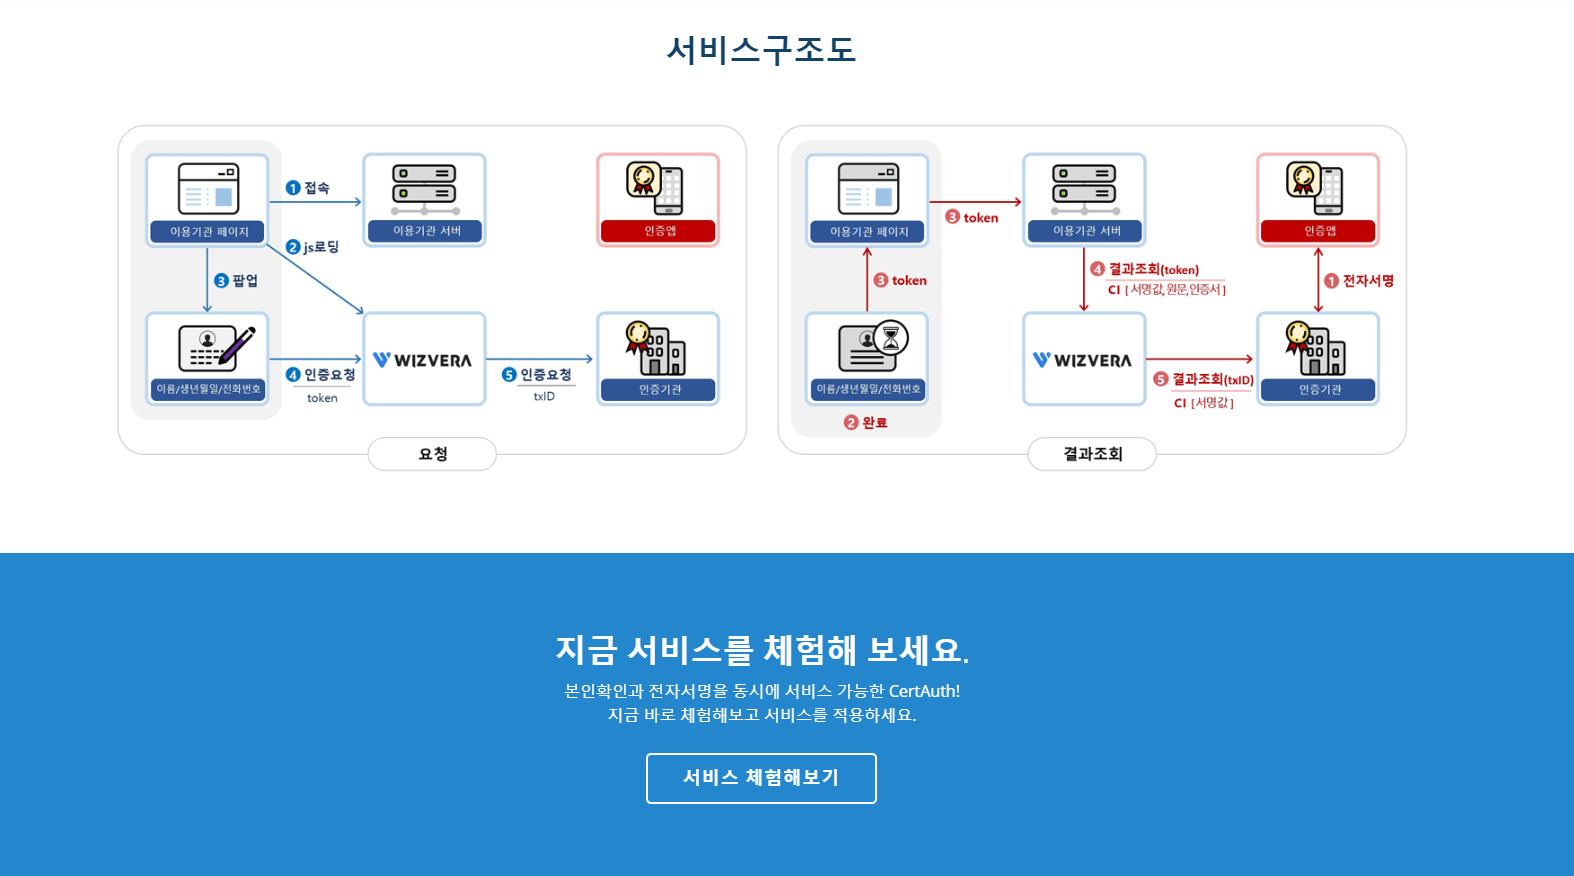 서비스구조도
이용기관 페이지
1 접속
이용기관 서버
인증앱
2 js로딩
3 팝업
이름/생년월일/전화번호
4 인증요청
token
WIZVERA
5 인증요청
txID
인증기관
요청
이용기관 페이지
3 token
이용기관 서버
인증앱
3 token
4 결과조회(token)
CI [ 서명값, 원문, 인증서 ]
1 전자서명
이름/생년월일/전화번호
2 완료
WIZVERA
5 결과조회(txID)
CI [ 서명값 ]
인증기관
결과조회
지금 서비스를 체험해 보세요.
본인확인과 전자서명을 동시에 서비스 가능한 CertAuth!
지금 바로 체험해보고 서비스를 적용하세요.
서비스 체험해보기